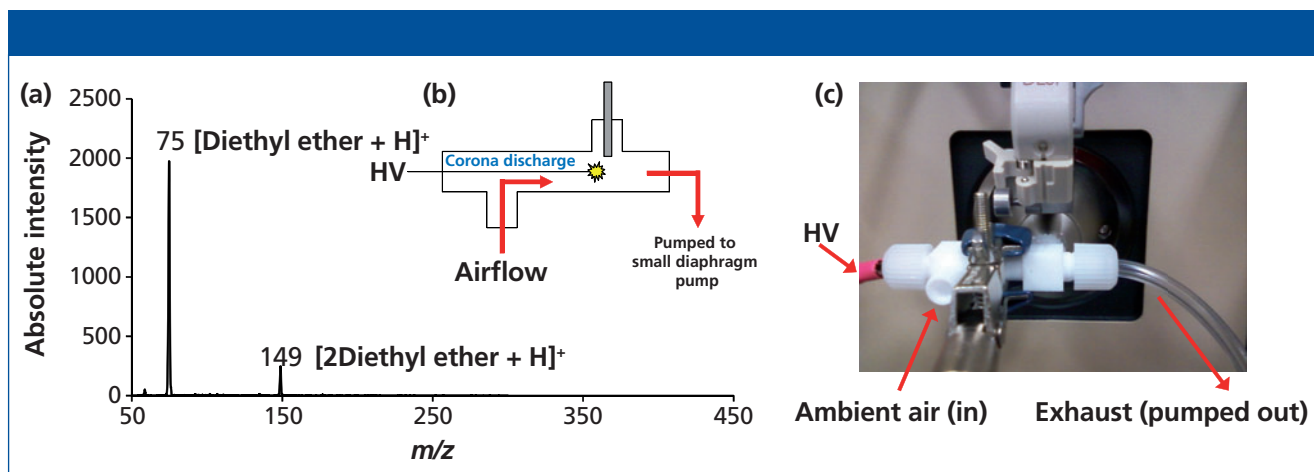 (a)
2500
2000
1500
1000
500
0
Absolute intensity
75 [Diethyl ether + H]⁺
149 [2Diethyl ether + H]⁺
50
150
250
350
450
m/z
(b)
Corona discharge
HV
Airflow
Pumped to
small diaphragm
pump
(c)
HV
Ambient air (in)
Exhaust (pumped out)